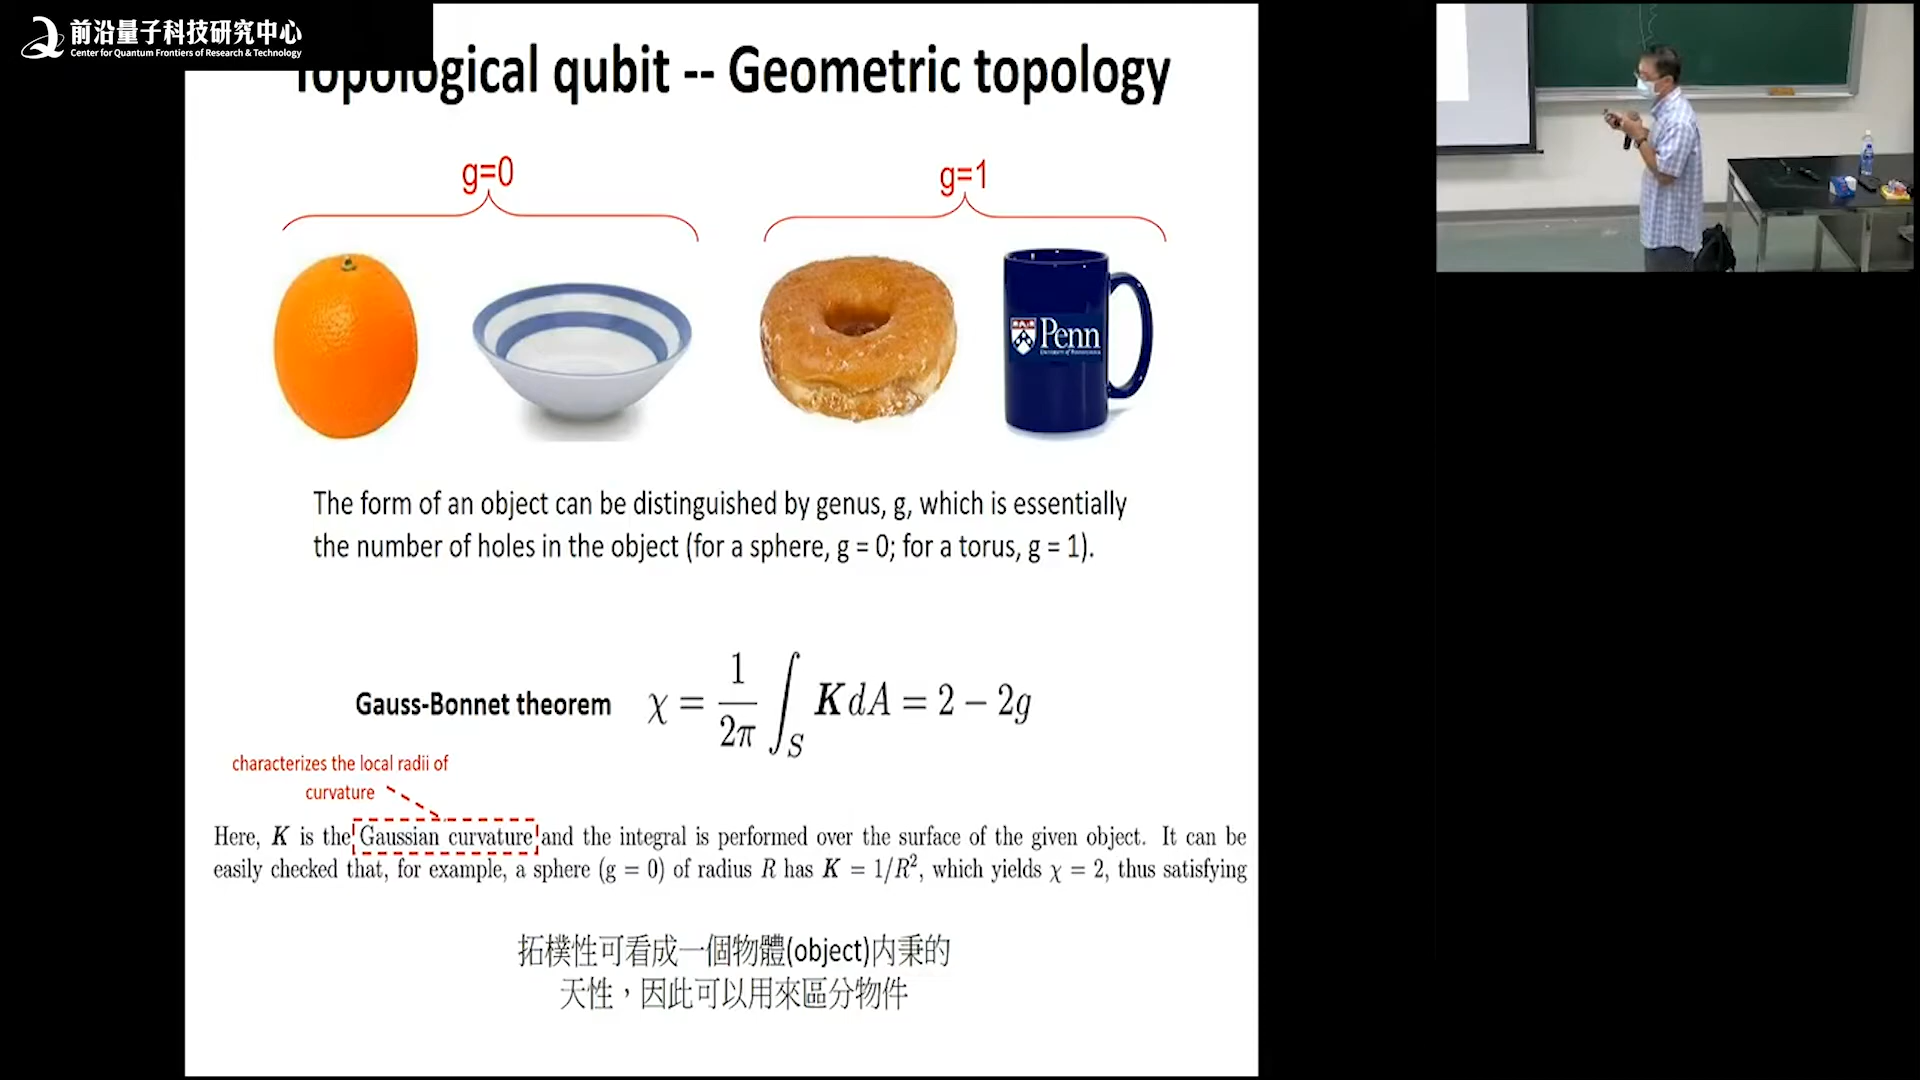 前沿量子科技研究中心
Center for Quantum Frontiers of Research & Technology
Topological qubit -- Geometric topology
g=0
g=1
Penn
UNIVERSITY of PENNSYLVANIA
The form of an object can be distinguished by genus, g, which is essentially
the number of holes in the object (for a sphere, g = 0; for a torus, g = 1).
Gauss-Bonnet theorem χ = 1/2π ∫_S K dA = 2 − 2g
characterizes the local radii of
curvature
Here, K is the Gaussian curvature and the integral is performed over the surface of the given object. It can be
easily checked that, for example, a sphere (g = 0) of radius R has K = 1/R², which yields χ = 2, thus satisfying
拓樸性可看成一個物體(object)内秉的
天性，因此可以用來區分物件